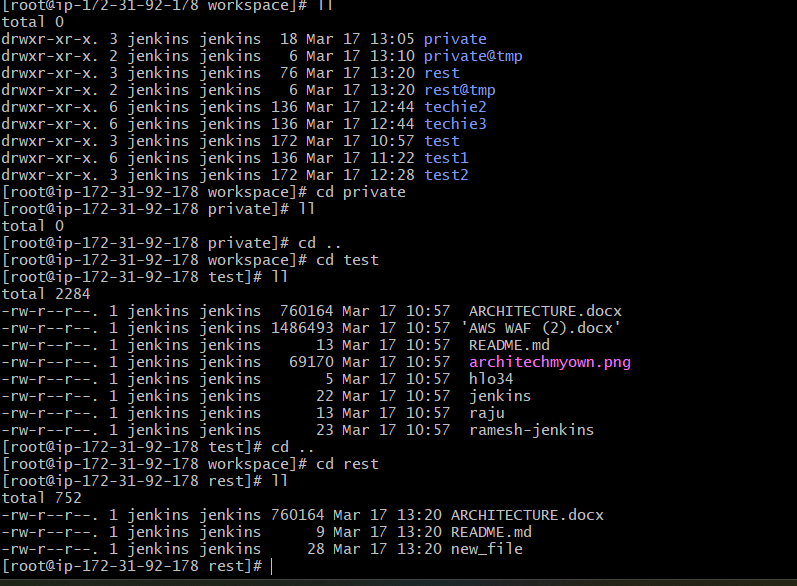 [root@ip-172-31-92-178 workspace]# ll
total 0
drwxr-xr-x. 3 jenkins jenkins  18 Mar 17 13:05 private
drwxr-xr-x. 2 jenkins jenkins   6 Mar 17 13:10 private@tmp
drwxr-xr-x. 3 jenkins jenkins  76 Mar 17 13:20 rest
drwxr-xr-x. 2 jenkins jenkins   6 Mar 17 13:20 rest@tmp
drwxr-xr-x. 6 jenkins jenkins 136 Mar 17 12:44 techie2
drwxr-xr-x. 6 jenkins jenkins 136 Mar 17 12:44 techie3
drwxr-xr-x. 3 jenkins jenkins 172 Mar 17 10:57 test
drwxr-xr-x. 6 jenkins jenkins 136 Mar 17 11:22 test1
drwxr-xr-x. 3 jenkins jenkins 172 Mar 17 12:28 test2
[root@ip-172-31-92-178 workspace]# cd private
[root@ip-172-31-92-178 private]# ll
total 0
[root@ip-172-31-92-178 private]# cd ..
[root@ip-172-31-92-178 workspace]# cd test
[root@ip-172-31-92-178 test]# ll
total 2284
-rw-r--r--. 1 jenkins jenkins  760164 Mar 17 10:57  ARCHITECTURE.docx
-rw-r--r--. 1 jenkins jenkins 1486493 Mar 17 10:57 'AWS WAF (2).docx'
-rw-r--r--. 1 jenkins jenkins      13 Mar 17 10:57  README.md
-rw-r--r--. 1 jenkins jenkins   69170 Mar 17 10:57  architechmyown.png
-rw-r--r--. 1 jenkins jenkins       5 Mar 17 10:57  hlo34
-rw-r--r--. 1 jenkins jenkins      22 Mar 17 10:57  jenkins
-rw-r--r--. 1 jenkins jenkins      13 Mar 17 10:57  raju
-rw-r--r--. 1 jenkins jenkins      23 Mar 17 10:57  ramesh-jenkins
[root@ip-172-31-92-178 test]# cd ..
[root@ip-172-31-92-178 workspace]# cd rest
[root@ip-172-31-92-178 rest]# ll
total 752
-rw-r--r--. 1 jenkins jenkins 760164 Mar 17 13:20 ARCHITECTURE.docx
-rw-r--r--. 1 jenkins jenkins      9 Mar 17 13:20 README.md
-rw-r--r--. 1 jenkins jenkins     28 Mar 17 13:20 new_file
[root@ip-172-31-92-178 rest]#